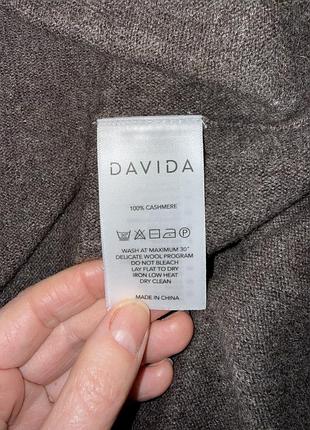 DAVIDA
100% CASHMERE
WASH AT MAXIMUM 30°
DELICATE WOOL PROGRAM
DO NOT BLEACH
LAY FLAT TO DRY
IRON LOW HEAT
DRY CLEAN
MADE IN CHINA